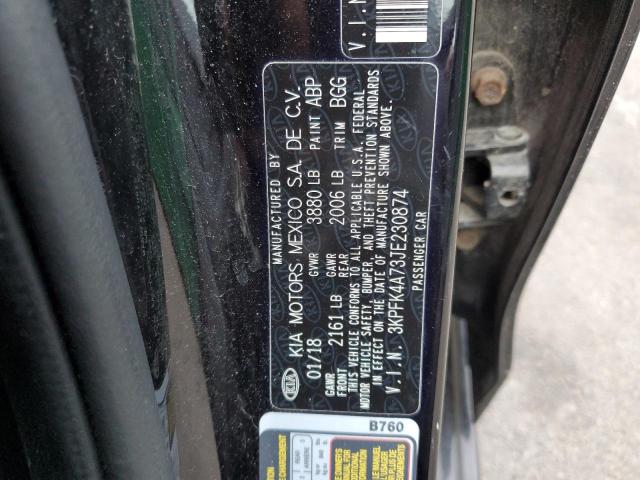 MANUFACTURED BY
KIA KIA MOTORS MEXICO S.A. DE C.V.
01/18 GVWR 3880 LB PAINT ABP
GAWR FRONT 2161 LB GAWR REAR 2006 LB TRIM BGG
THIS VEHICLE CONFORMS TO ALL APPLICABLE U.S.A. FEDERAL
MOTOR VEHICLE SAFETY, BUMPER, AND THEFT PREVENTION STANDARDS
IN EFFECT ON THE DATE OF MANUFACTURE SHOWN ABOVE.
V.I.N. 3KPFK4A73JE230874
PASSENGER CAR
V.I.N
B760
REAR